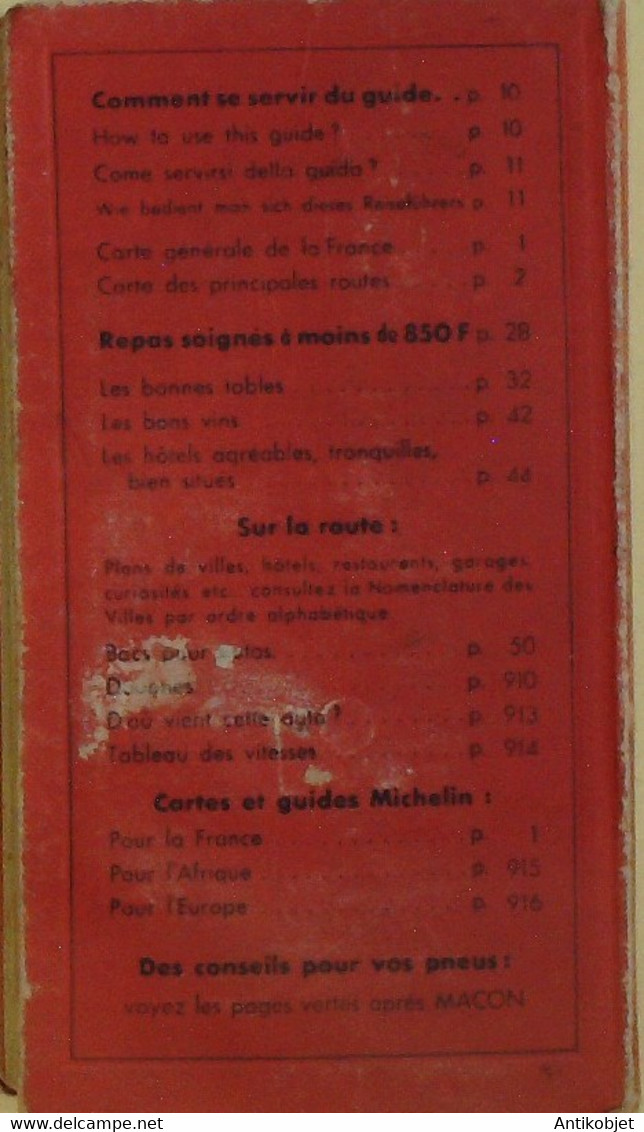 Comment se servir du guide. . p. 10
How to use this guide ? . . . . . . . p. 10
Come servirsi della guida ? . . . . p. 11
Wie bedient man sich dieses Reiseführers p. 11
Carte générale de la France . . . . . p. 1
Carte des principales routes . . . . . p. 2
Repas soignés à moins de 850 F p. 28
Les bonnes tables . . . . . . . . . . . . p. 32
Les bons vins . . . . . . . . . . . . . . . p. 42
Les hôtels agréables, tranquilles,
bien situés . . . . . . . . . . . . . . . p. 44
Sur la route :
Plans de villes, hôtels, restaurants, garages,
curiosités etc... consultez la Nomenclature des
Villes par ordre alphabétique.
Bacs pour autos. . . . . . . . . . . . . p. 50
Douanes . . . . . . . . . . . . . . . . . p. 910
D'où vient cette auto ? . . . . . . . . p. 913
Tableau des vitesses . . . . . . . . . . p. 914
Cartes et guides Michelin :
Pour la France . . . . . . . . . . . . . p. 1
Pour l'Afrique . . . . . . . . . . . . . . p. 915
Pour l'Europe . . . . . . . . . . . . . . p. 916
Des conseils pour vos pneus :
voyez les pages vertes après MACON
Antikobjet